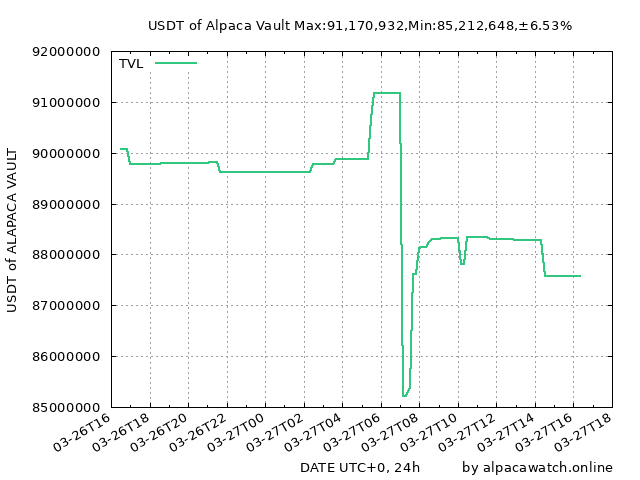 USDT of Alpaca Vault Max:91,170,932,Min:85,212,648,±6.53%
TVL
USDT of ALAPACA VAULT
92000000
91000000
90000000
89000000
88000000
87000000
86000000
85000000
03-26T16
03-26T18
03-26T20
03-26T22
03-27T00
03-27T02
03-27T04
03-27T06
03-27T08
03-27T10
03-27T12
03-27T14
03-27T16
03-27T18
DATE UTC+0, 24h
by alpacawatch.online